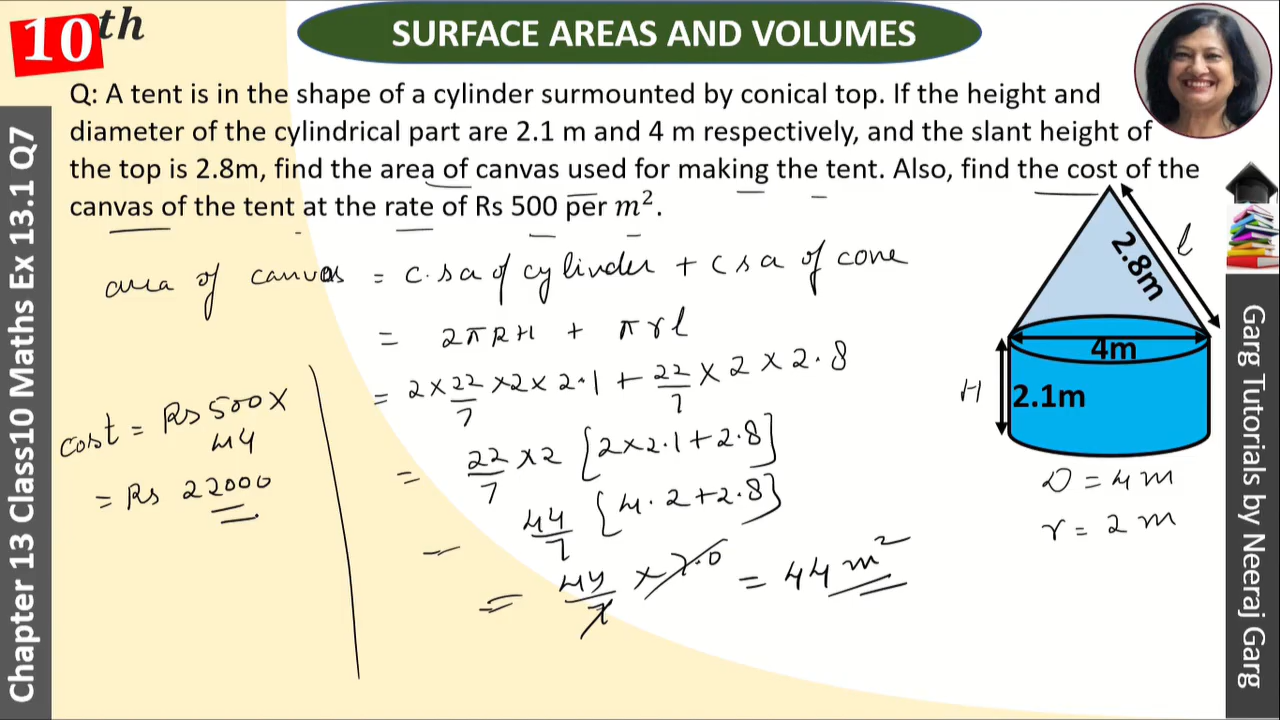 10th
SURFACE AREAS AND VOLUMES
Q: A tent is in the shape of a cylinder surmounted by conical top. If the height and
diameter of the cylindrical part are 2.1 m and 4 m respectively, and the slant height of
the top is 2.8m, find the area of canvas used for making the tent. Also, find the cost of the
canvas of the tent at the rate of Rs 500 per m².
area of canvas = c.s a of cylinder + c s a of cone
= 2πRH + πrl
= 2 × 22/7 × 2 × 2.1 + 22/7 × 2 × 2.8
= 22/7 × 2 [2×2.1+2.8]
= 44/7 [4.2+2.8]
= 44/7 × 7.0 = 44 m²
cost = Rs 500 ×
44
= Rs 22000
l
2.8m
4m
H 2.1m
D = 4 m
r = 2 m
Chapter 13 Class10 Maths Ex 13.1 Q7
Garg Tutorials by Neeraj Garg